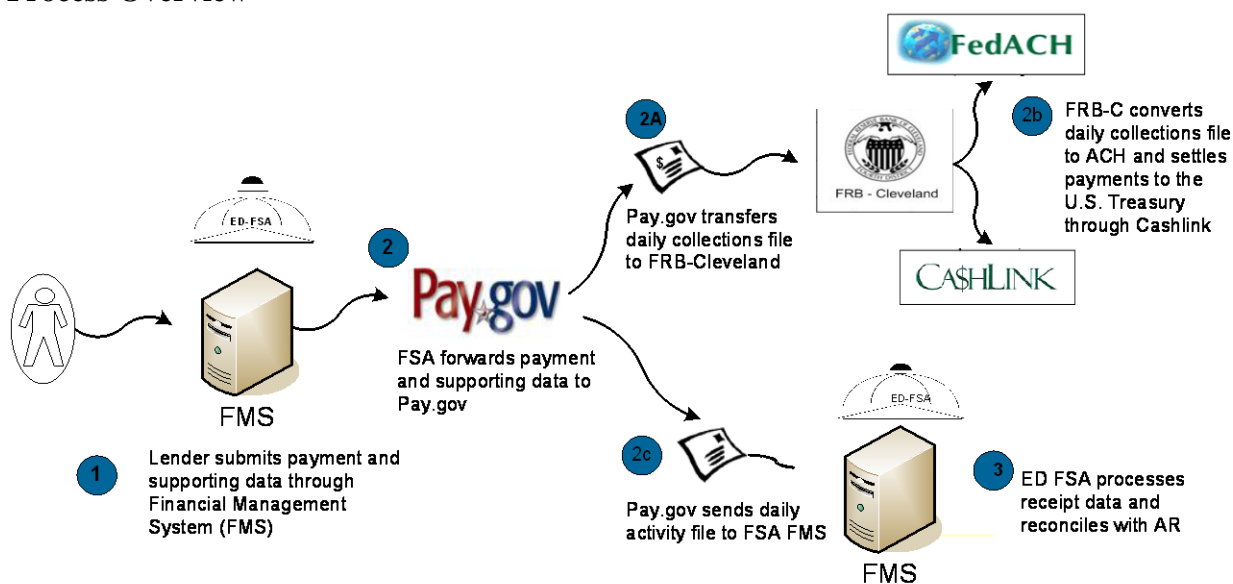 FedACH
2b
FRB-C converts
daily collections file
to ACH and settles
payments to the
U.S. Treasury
through Cashlink
2A
$
FRB - Cleveland
Pay.gov transfers
daily collections file
to FRB-Cleveland
CA$HLINK
ED-FSA
2
Pay.gov
FSA forwards payment
and supporting data to
Pay.gov
FMS
1
Lender submits payment and
supporting data through
Financial Management
System (FMS)
2c
Pay.gov sends daily
activity file to FSA FMS
ED-FSA
FMS
3
ED FSA processes
receipt data and
reconciles with AR